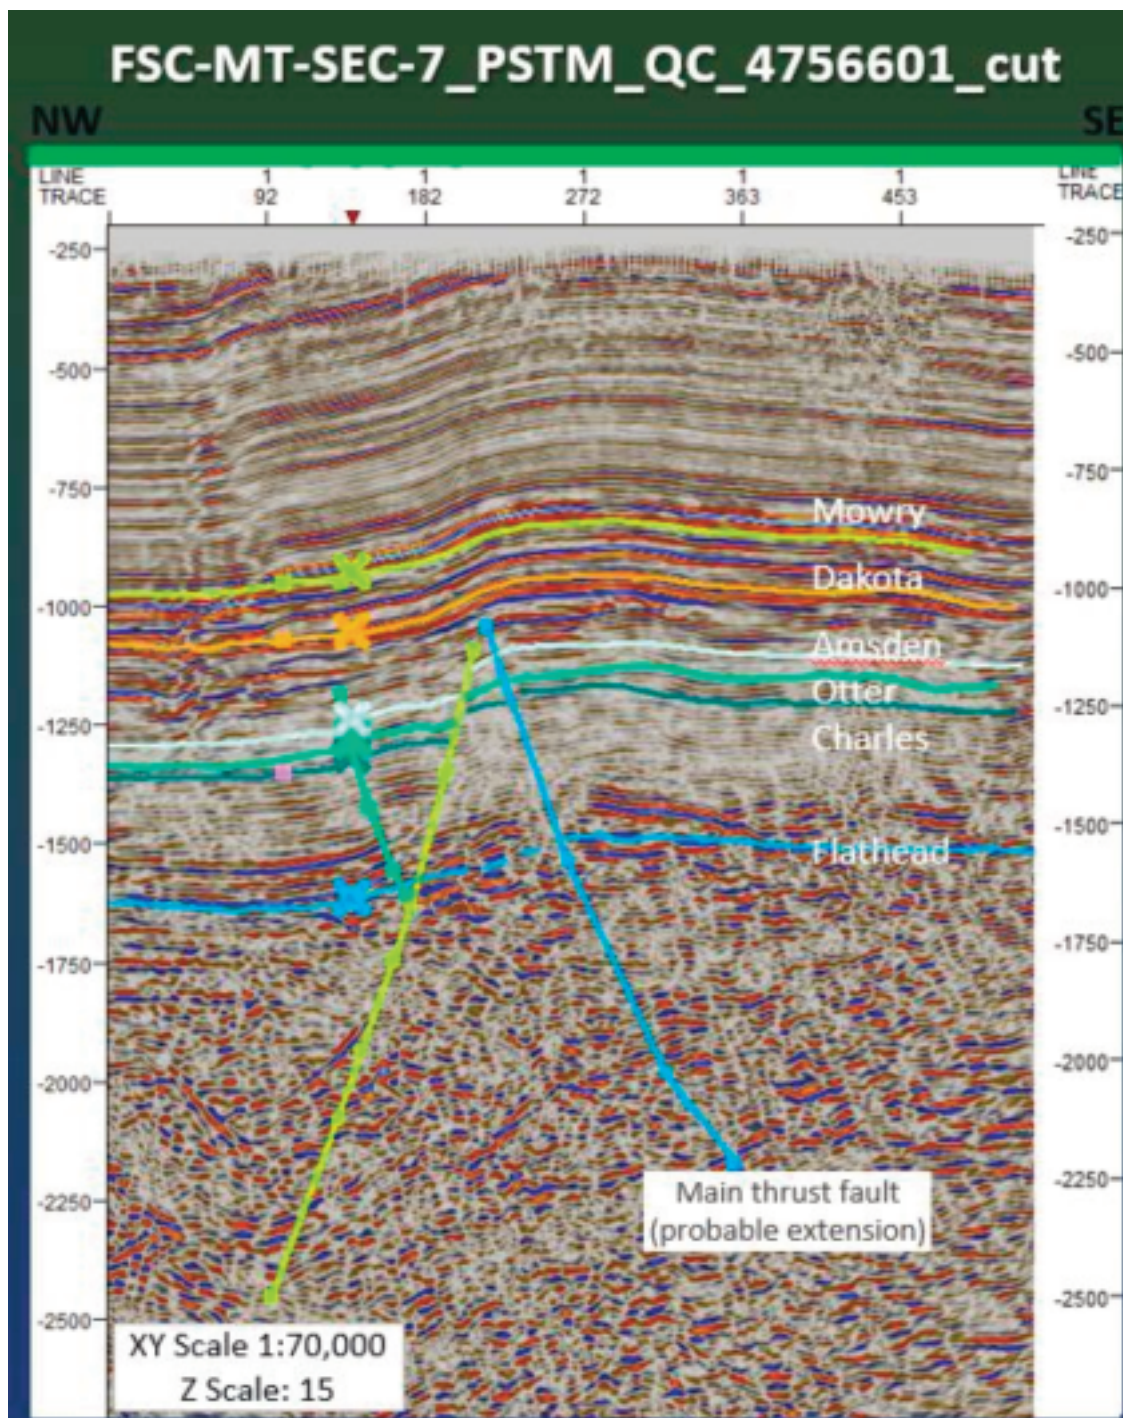 FSC-MT-SEC-7_PSTM_QC_4756601_cut
NW SE
LINE 1 1 1 1 1 LINE
TRACE 92 182 272 363 453 TRACE
-250 -250
-500 -500
-750 -750
Mowry
Dakota
-1000 -1000
Amsden
Otter
-1250 -1250
Charles
-1500 -1500
Flathead
-1750 -1750
-2000 -2000
Main thrust fault
(probable extension)
-2250 -2250
-2500 -2500
XY Scale 1:70,000
Z Scale: 15